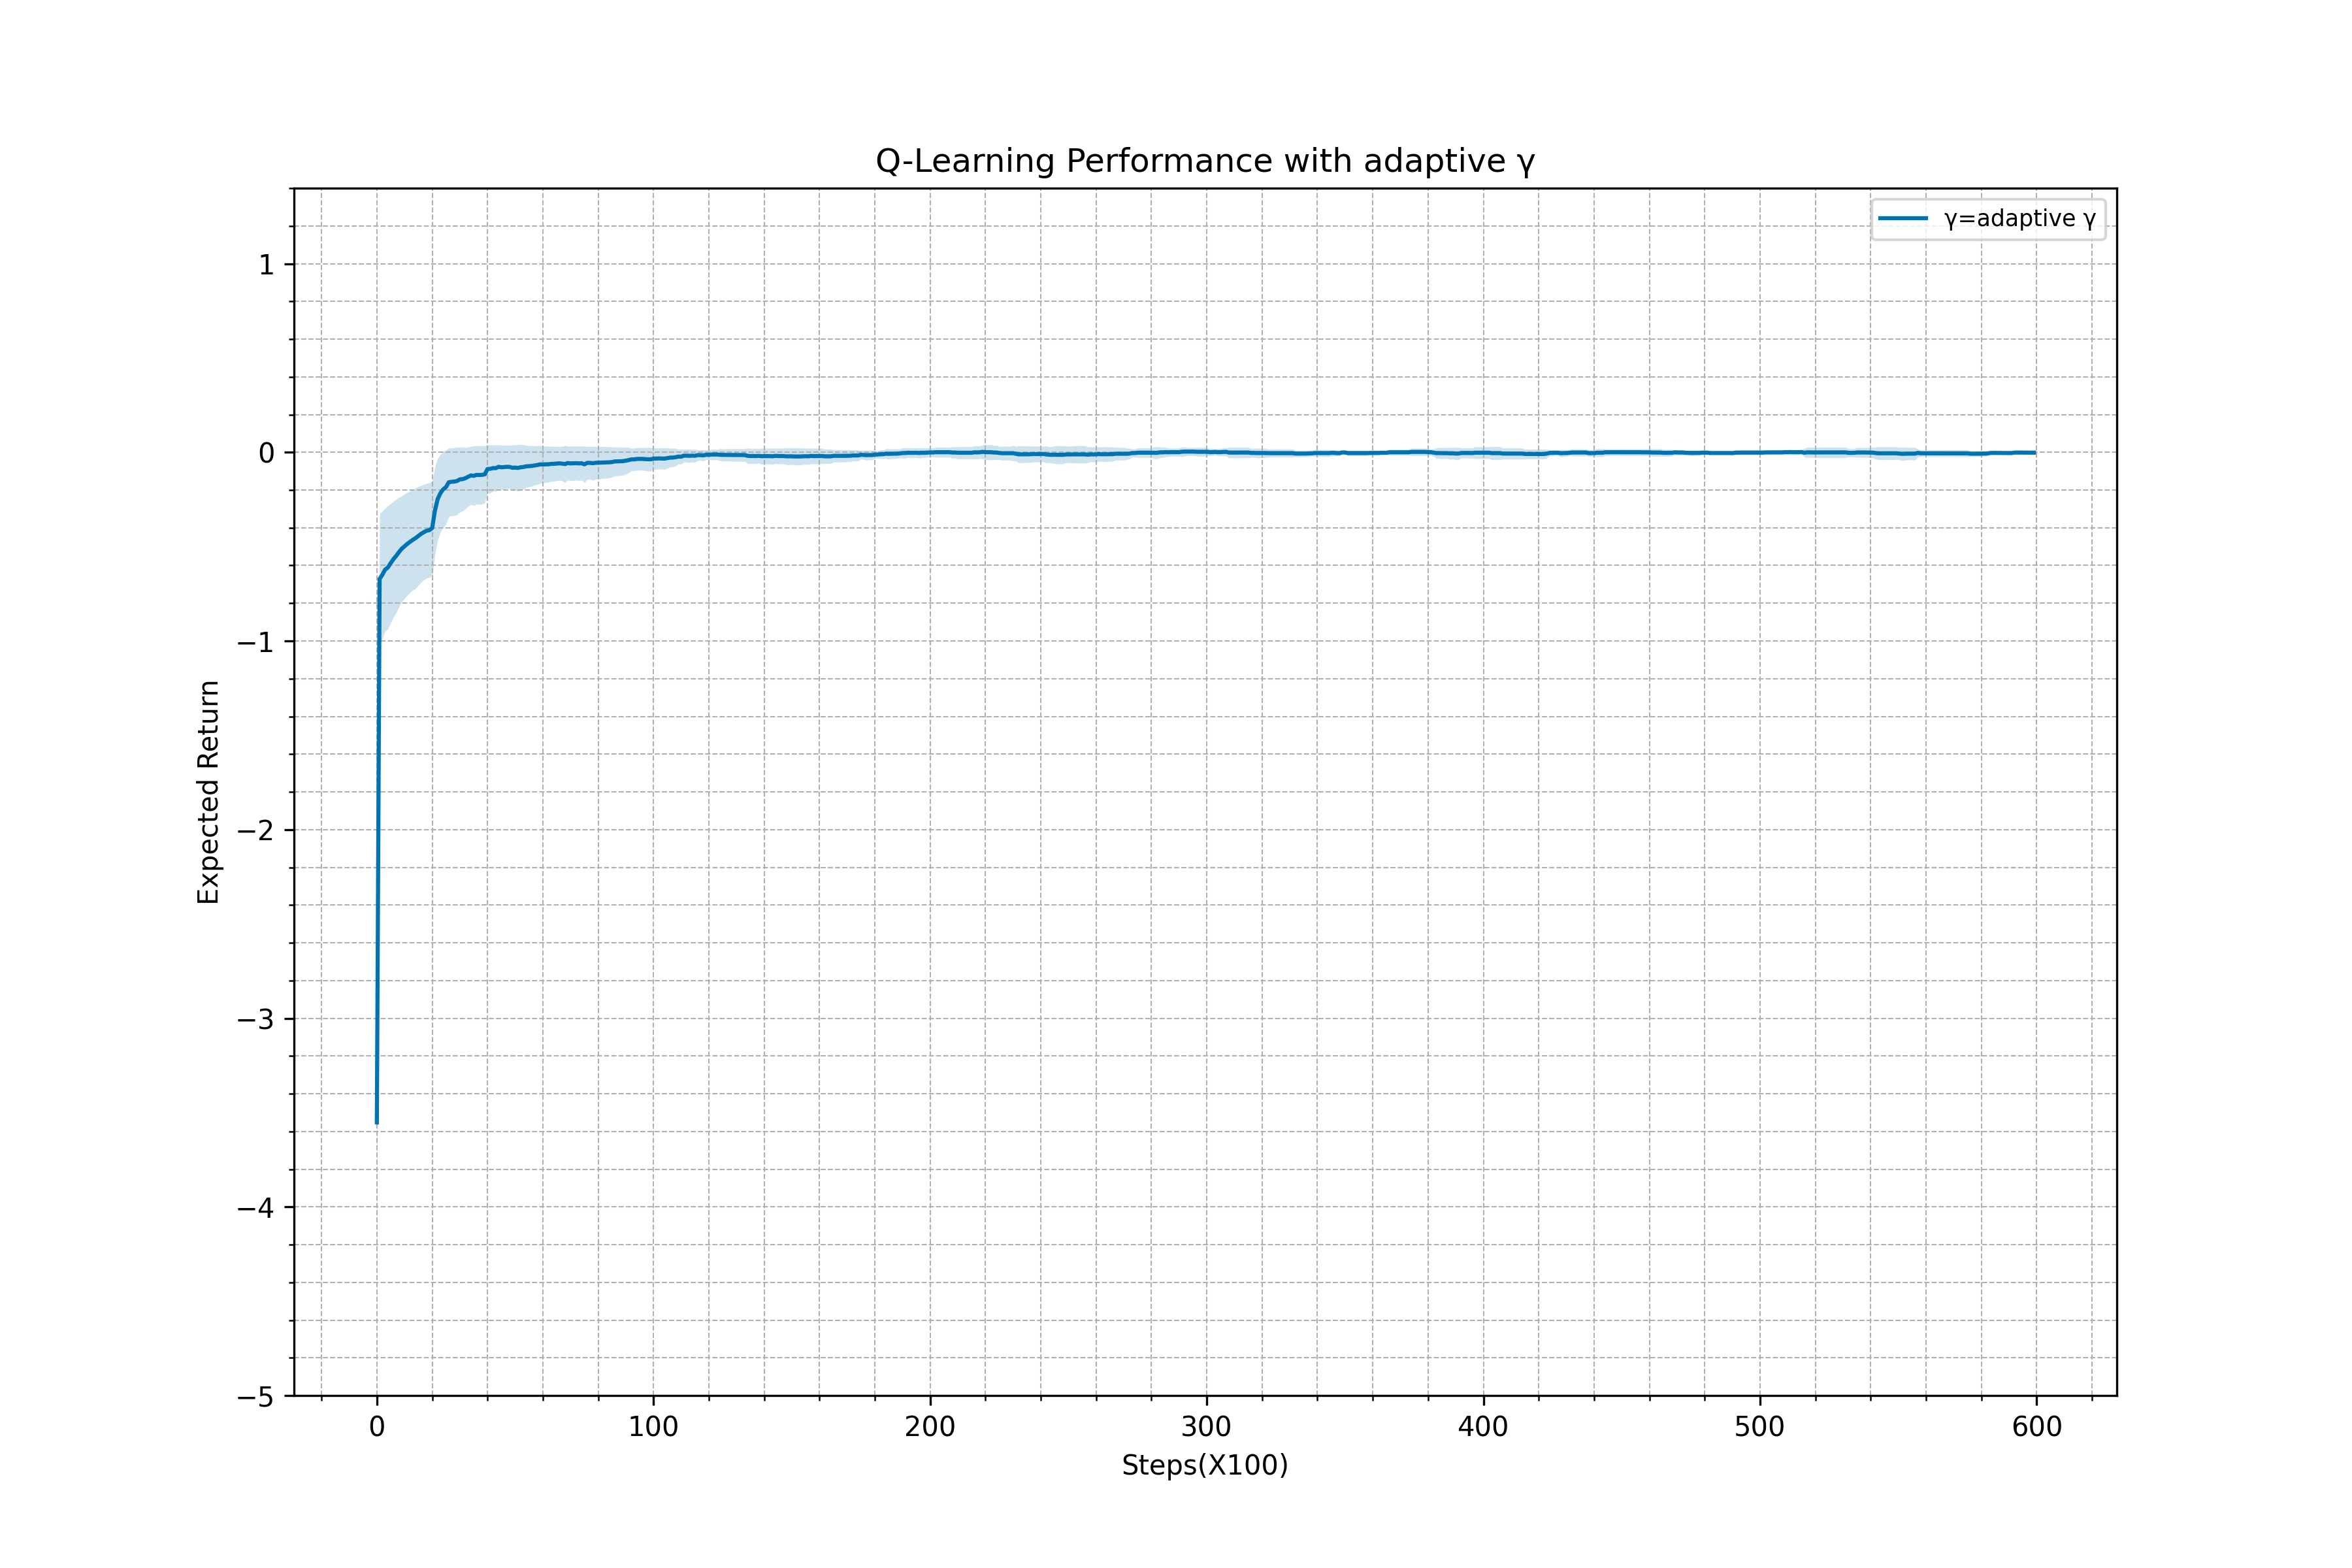 Q-Learning Performance with adaptive γ
γ=adaptive γ
1
0
−1
−2
−3
−4
−5
Expected Return
0 100 200 300 400 500 600
Steps(X100)